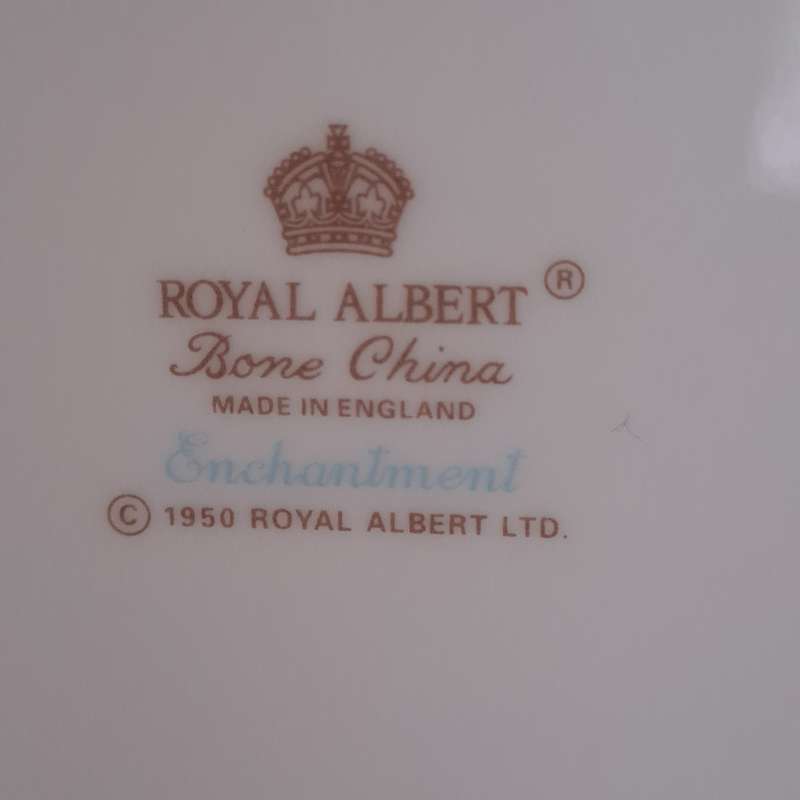 ROYAL ALBERT ®
Bone China
MADE IN ENGLAND
Enchantment
© 1950 ROYAL ALBERT LTD.